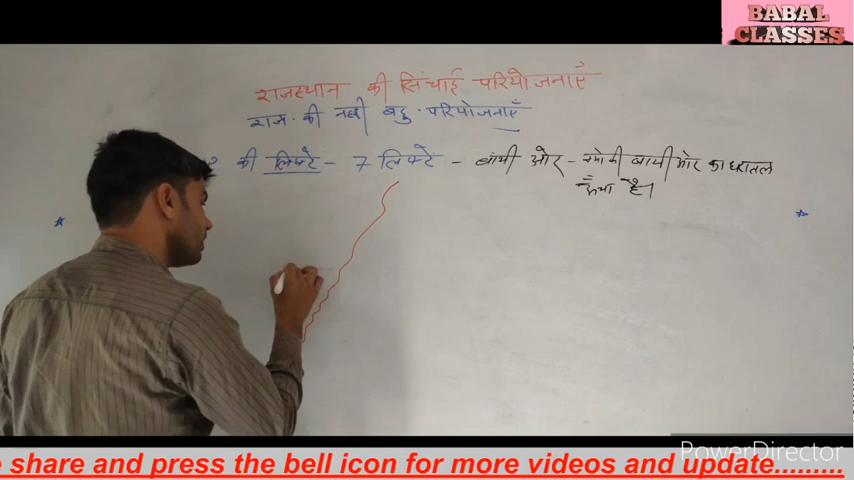 BABAL
CLASSES
राजस्थान की सिंचाई परियोजनाएँ
राज. की नदी बहु परियोजनाएँ
की लिफ्टे - 7 लिफ्टें - बांयी ओर - क्योंकी बायी ओर का धरातल
ऊँचा है।
PowerDirector
e share and press the bell icon for more videos and update.........